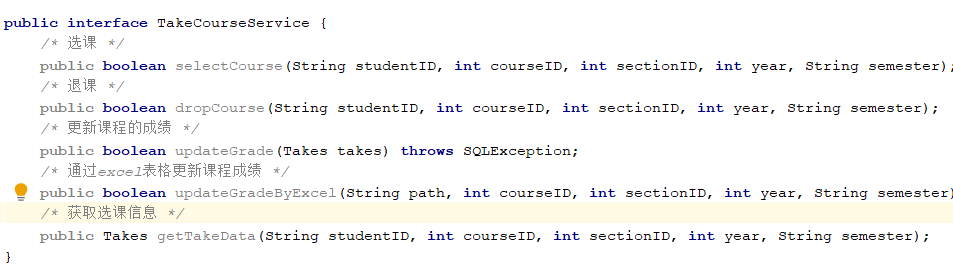 public interface TakeCourseService {
/* 选课 */
public boolean selectCourse(String studentID, int courseID, int sectionID, int year, String semester);
/* 退课 */
public boolean dropCourse(String studentID, int courseID, int sectionID, int year, String semester);
/* 更新课程的成绩 */
public boolean updateGrade(Takes takes) throws SQLException;
/* 通过excel表格更新课程成绩 */
public boolean updateGradeByExcel(String path, int courseID, int sectionID, int year, String semester)
/* 获取选课信息 */
public Takes getTakeData(String studentID, int courseID, int sectionID, int year, String semester);
}